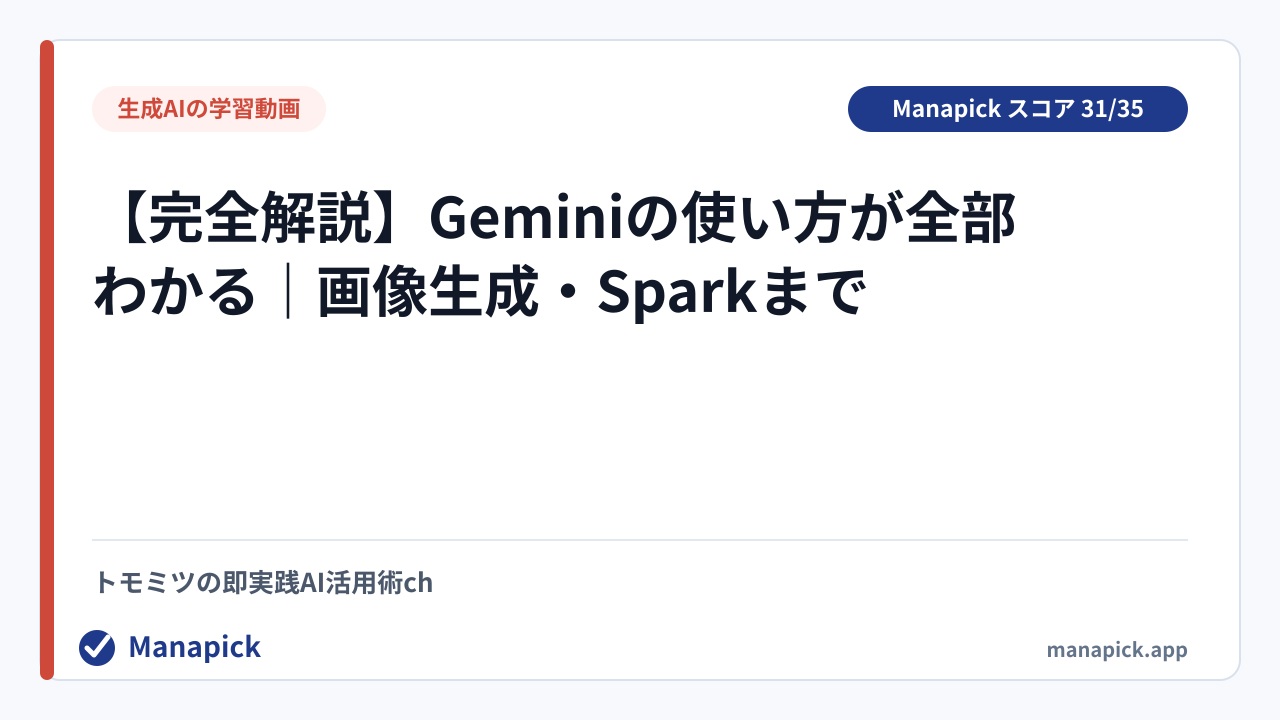 生成AIの学習動画
Manapick スコア 31/35
【完全解説】Geminiの使い方が全部
わかる｜画像生成・Sparkまで
トモミツの即実践AI活用術ch
Manapick
manapick.app